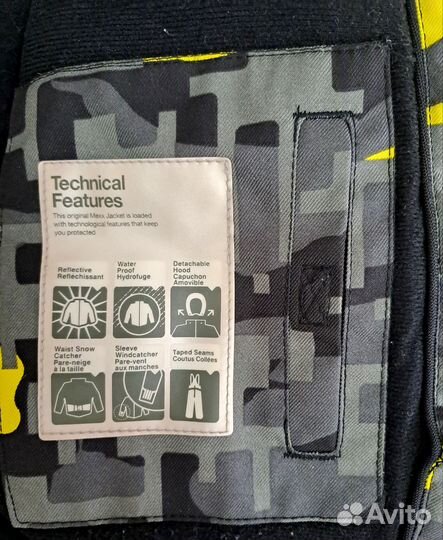 Technical
Features
This original Mexx Jacket is loaded
with technological features that keep
you protected
Reflective
Reflechissant
Water
Proof
Hydrofuge
Detachable
Hood
Capuchon
Amovible
Waist Snow
Catcher
Pare-neige
à la taille
Sleeve
Windcatcher
Pare-vent
aux manches
Taped Seams
Coutus Collées
Avito